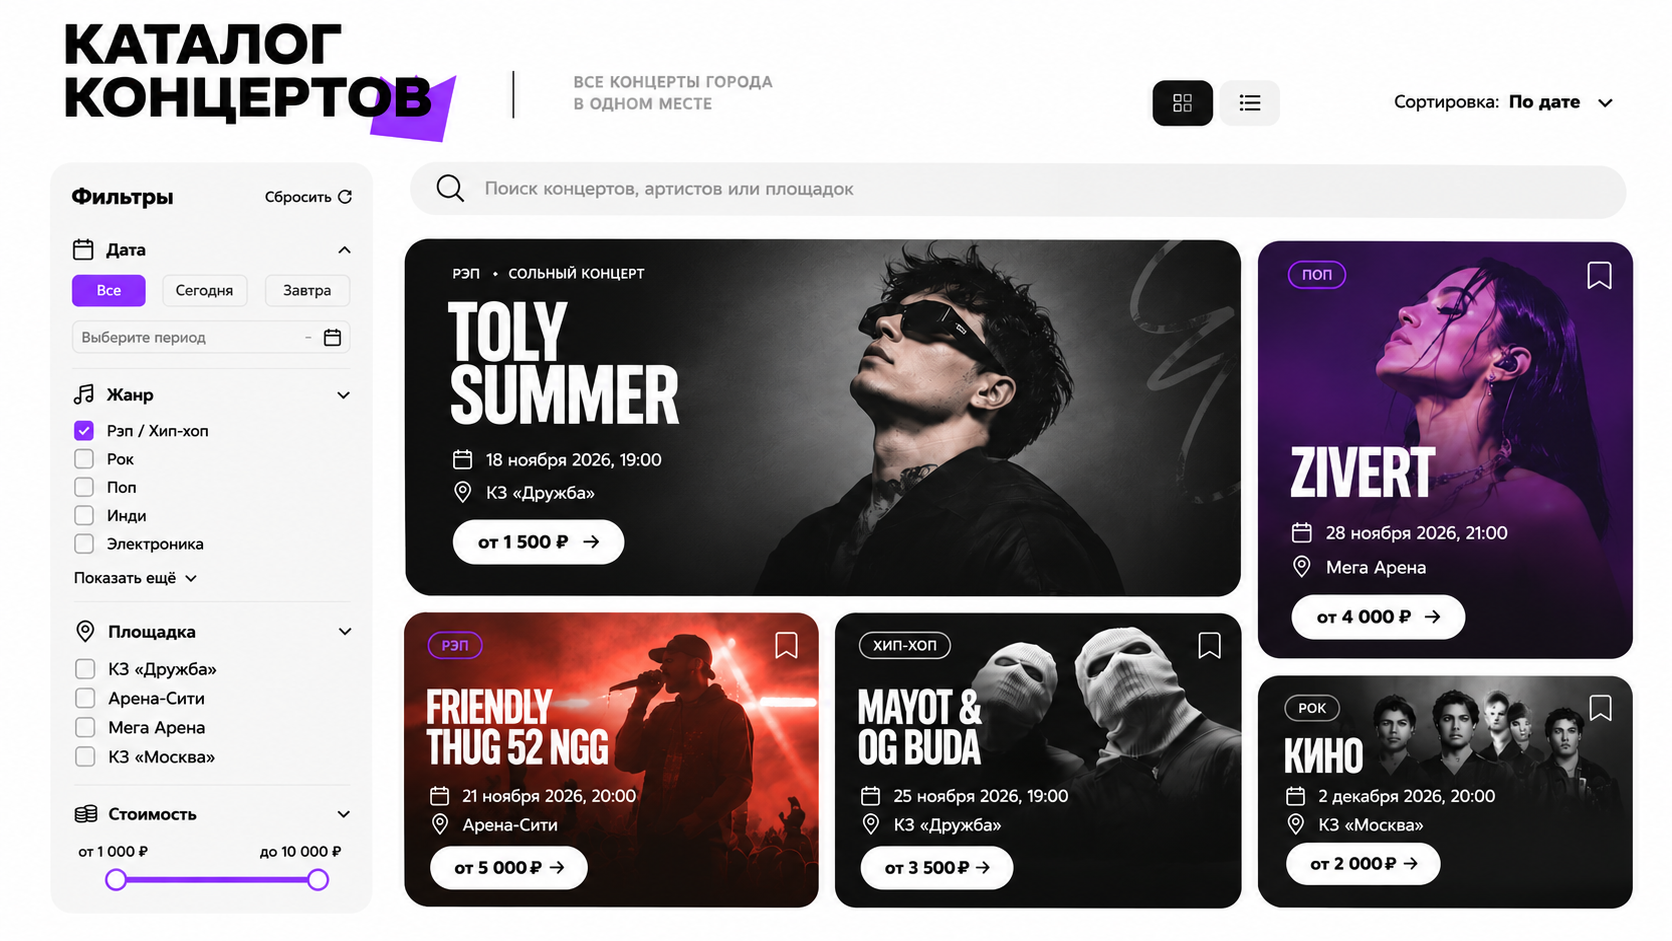 КАТАЛОГ
КОНЦЕРТОВ
ВСЕ КОНЦЕРТЫ ГОРОДА
В ОДНОМ МЕСТЕ
Сортировка: По дате
Фильтры
Сбросить
Дата
Все
Сегодня
Завтра
Выберите период –
Жанр
Рэп / Хип-хоп
Рок
Поп
Инди
Электроника
Показать ещё
Площадка
КЗ «Дружба»
Арена-Сити
Мега Арена
КЗ «Москва»
Стоимость
от 1 000 ₽
до 10 000 ₽
Поиск концертов, артистов или площадок
РЭП • СОЛЬНЫЙ КОНЦЕРТ
TOLY
SUMMER
18 ноября 2026, 19:00
КЗ «Дружба»
от 1 500 ₽ →
ПОП
ZIVERT
28 ноября 2026, 21:00
Мега Арена
от 4 000 ₽ →
РЭП
FRIENDLY
THUG 52 NGG
21 ноября 2026, 20:00
Арена-Сити
от 5 000 ₽ →
ХИП-ХОП
MAYOT &
OG BUDA
25 ноября 2026, 19:00
КЗ «Дружба»
от 3 500 ₽ →
РОК
КИНО
2 декабря 2026, 20:00
КЗ «Москва»
от 2 000 ₽ →